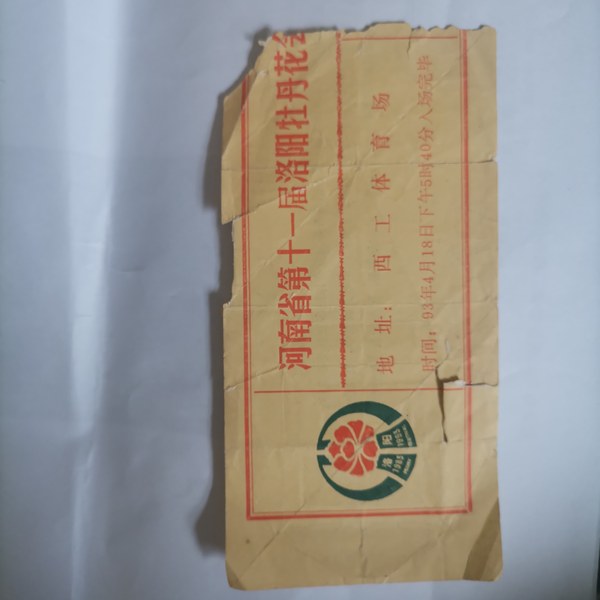 河南省第十一届洛阳牡丹花会
地 址：西 工 体 育 场
时间：93年4月18日下午5时40分入场完毕
洛阳